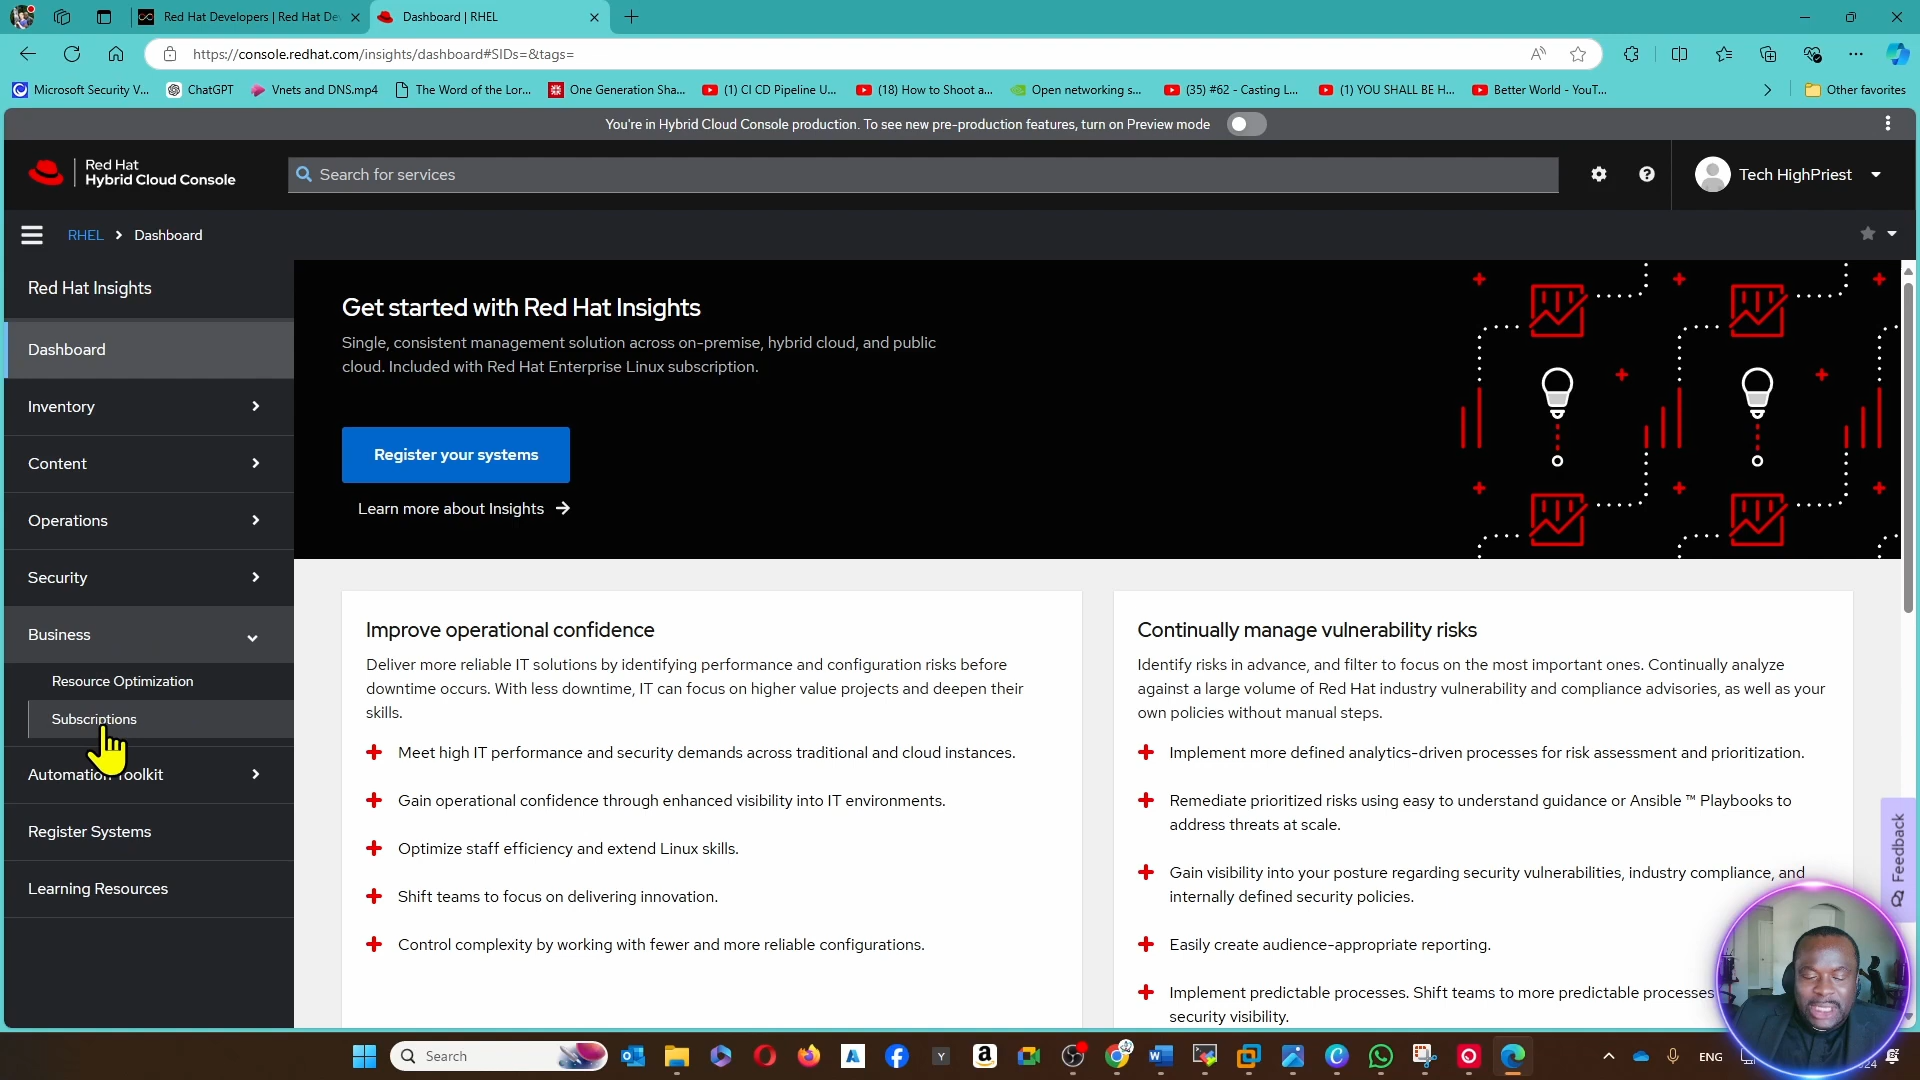 Red Hat Developers | Red Hat De
Dashboard | RHEL
https://console.redhat.com/insights/dashboard#SIDs=&tags=
Microsoft Security V...
ChatGPT
Vnets and DNS.mp4
The Word of the Lor...
One Generation Sha...
(1) CI CD Pipeline U...
(18) How to Shoot a...
Open networking s...
(35) #62 - Casting L...
(1) YOU SHALL BE H...
Better World - YouT...
Other favorites
You're in Hybrid Cloud Console production. To see new pre-production features, turn on Preview mode
Red Hat
Hybrid Cloud Console
Search for services
Tech HighPriest
RHEL > Dashboard
Red Hat Insights
Dashboard
Inventory
Content
Operations
Security
Business
Resource Optimization
Subscriptions
Automation Toolkit
Register Systems
Learning Resources
Get started with Red Hat Insights
Single, consistent management solution across on-premise, hybrid cloud, and public
cloud. Included with Red Hat Enterprise Linux subscription.
Register your systems
Learn more about Insights →
Improve operational confidence
Deliver more reliable IT solutions by identifying performance and configuration risks before
downtime occurs. With less downtime, IT can focus on higher value projects and deepen their
skills.
Meet high IT performance and security demands across traditional and cloud instances.
Gain operational confidence through enhanced visibility into IT environments.
Optimize staff efficiency and extend Linux skills.
Shift teams to focus on delivering innovation.
Control complexity by working with fewer and more reliable configurations.
Continually manage vulnerability risks
Identify risks in advance, and filter to focus on the most important ones. Continually analyze
against a large volume of Red Hat industry vulnerability and compliance advisories, as well as your
own policies without manual steps.
Implement more defined analytics-driven processes for risk assessment and prioritization.
Remediate prioritized risks using easy to understand guidance or Ansible ™ Playbooks to
address threats at scale.
Gain visibility into your posture regarding security vulnerabilities, industry compliance, and
internally defined security policies.
Easily create audience-appropriate reporting.
Implement predictable processes. Shift teams to more predictable processes
security visibility.
Feedback
Search
ENG